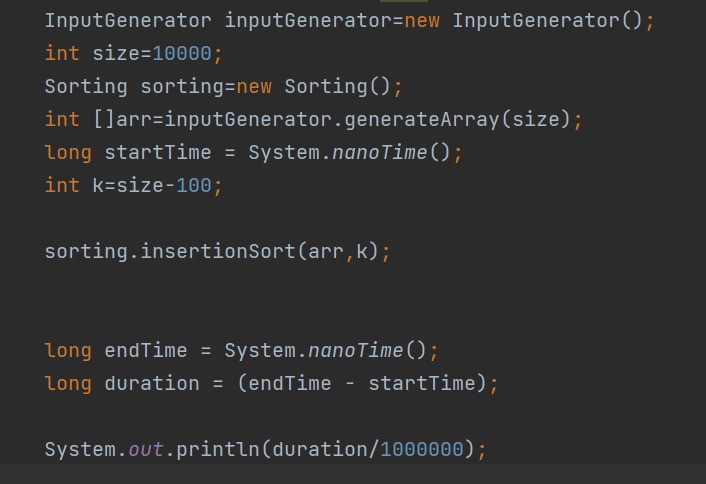 InputGenerator inputGenerator=new InputGenerator();
int size=10000;
Sorting sorting=new Sorting();
int []arr=inputGenerator.generateArray(size);
long startTime = System.nanoTime();
int k=size-100;
sorting.insertionSort(arr,k);
long endTime = System.nanoTime();
long duration = (endTime - startTime);
System.out.println(duration/1000000);